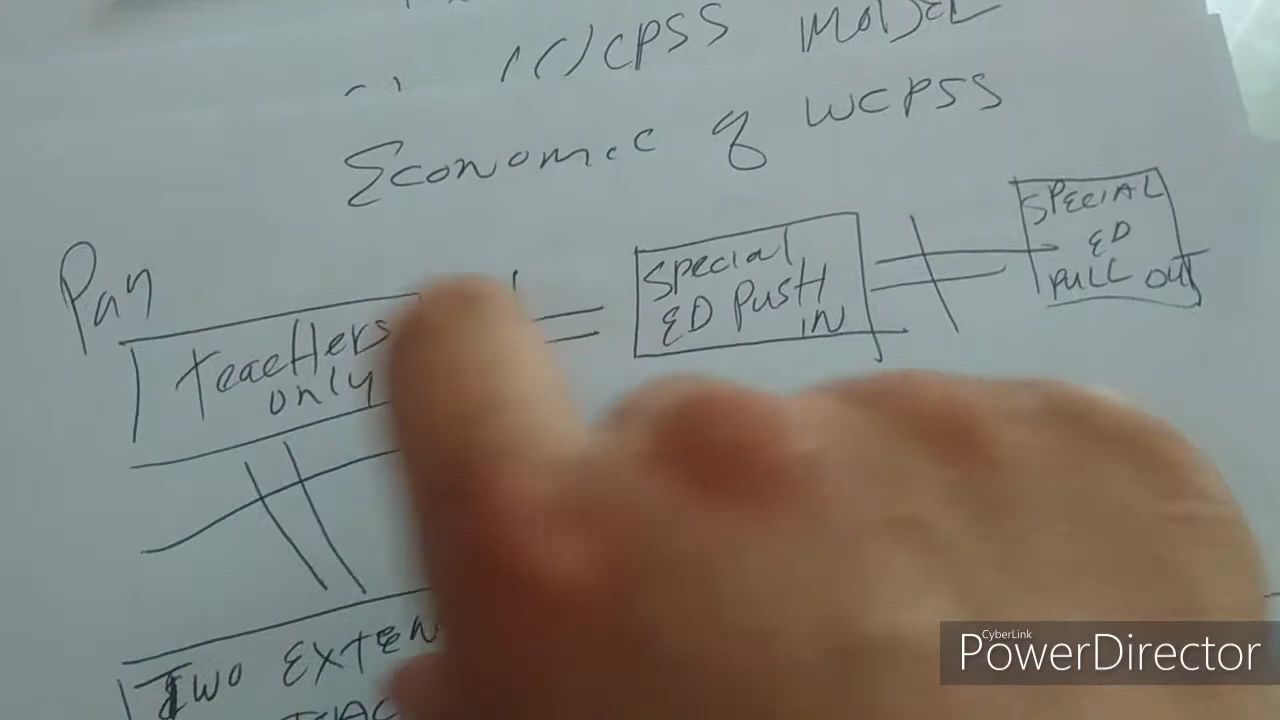 WCPSS MODEL
Economic of WCPSS
Pay
Teachers
only
Special
ED PUSH
IN
SPECIAL
ED
PULL OUT
TWO
CyberLink
PowerDirector